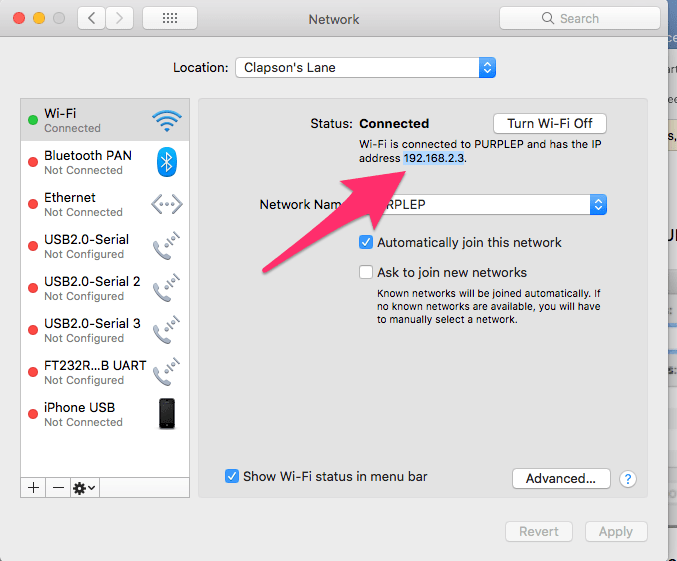 Network
Search
Location: Clapson's Lane
Wi-Fi
Connected
Bluetooth PAN
Not Connected
Ethernet
Not Connected
USB2.0-Serial
Not Configured
USB2.0-Serial 2
Not Configured
USB2.0-Serial 3
Not Configured
FT232R...B UART
Not Configured
iPhone USB
Not Connected
Status: Connected
Turn Wi-Fi Off
Wi-Fi is connected to PURPLEP and has the IP
address 192.168.2.3.
Network
Automatically join this network
Ask to join new networks
Known networks will be joined automatically. If
no known networks are available, you will have
to manually select a network.
Show Wi-Fi status in menu bar
Advanced...
?
Revert
Apply